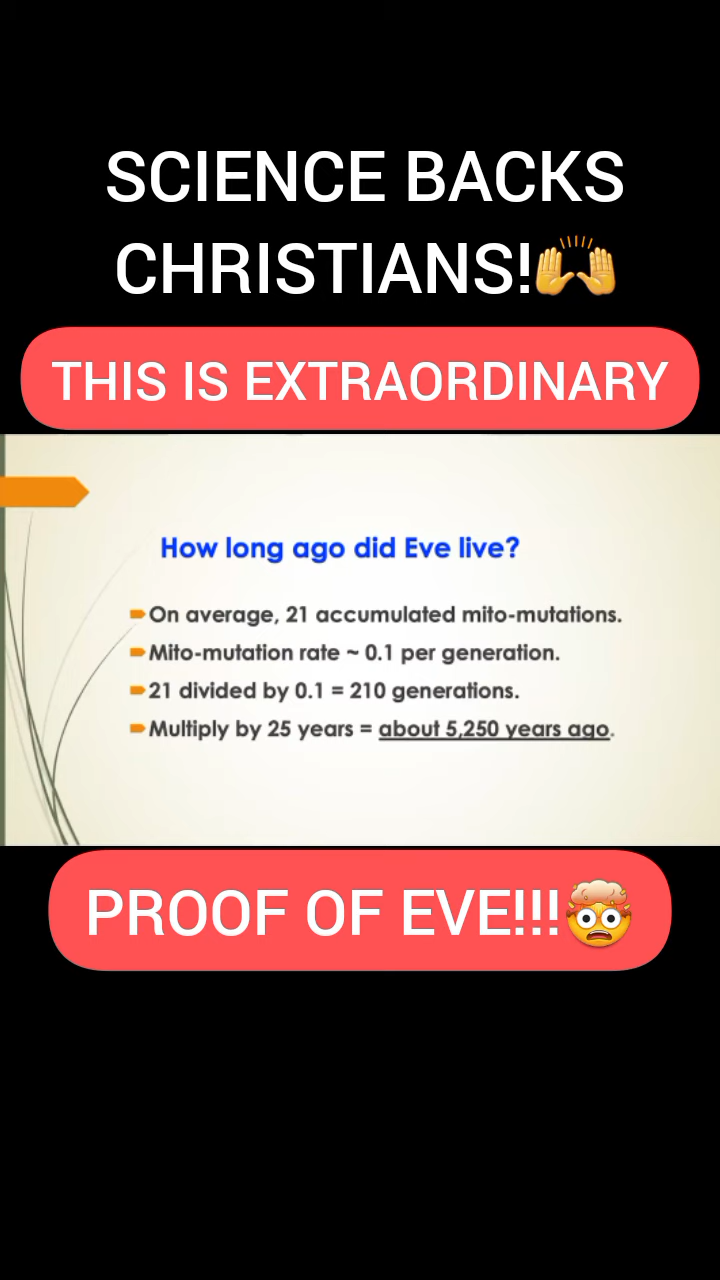 SCIENCE BACKS
CHRISTIANS!🙌
THIS IS EXTRAORDINARY
How long ago did Eve live?
On average, 21 accumulated mito-mutations.
Mito-mutation rate ~ 0.1 per generation.
21 divided by 0.1 = 210 generations.
Multiply by 25 years = about 5,250 years ago.
PROOF OF EVE!!!🤯